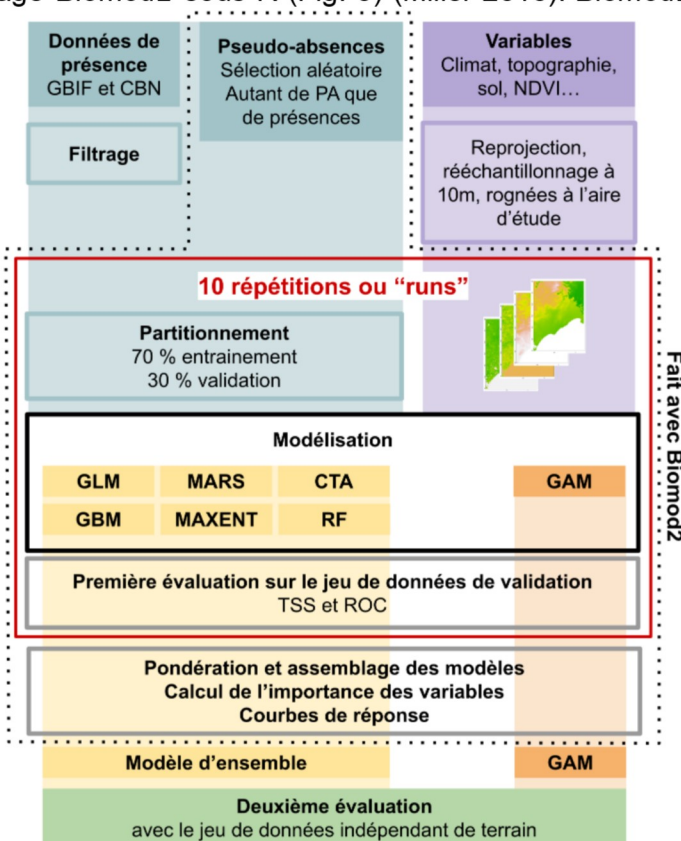 Données de
présence
GBIF et CBN
Pseudo-absences
Sélection aléatoire
Autant de PA que
de présences
Variables
Climat, topographie,
sol, NDVI…
Filtrage
Reprojection,
rééchantillonnage à
10m, rognées à l'aire
d'étude
10 répétitions ou “runs”
Partitionnement
70 % entrainement
30 % validation
Fait avec Biomod2
Modélisation
GLM MARS CTA GAM
GBM MAXENT RF
Première évaluation sur le jeu de données de validation
TSS et ROC
Pondération et assemblage des modèles
Calcul de l'importance des variables
Courbes de réponse
Modèle d'ensemble GAM
Deuxième évaluation
avec le jeu de données indépendant de terrain